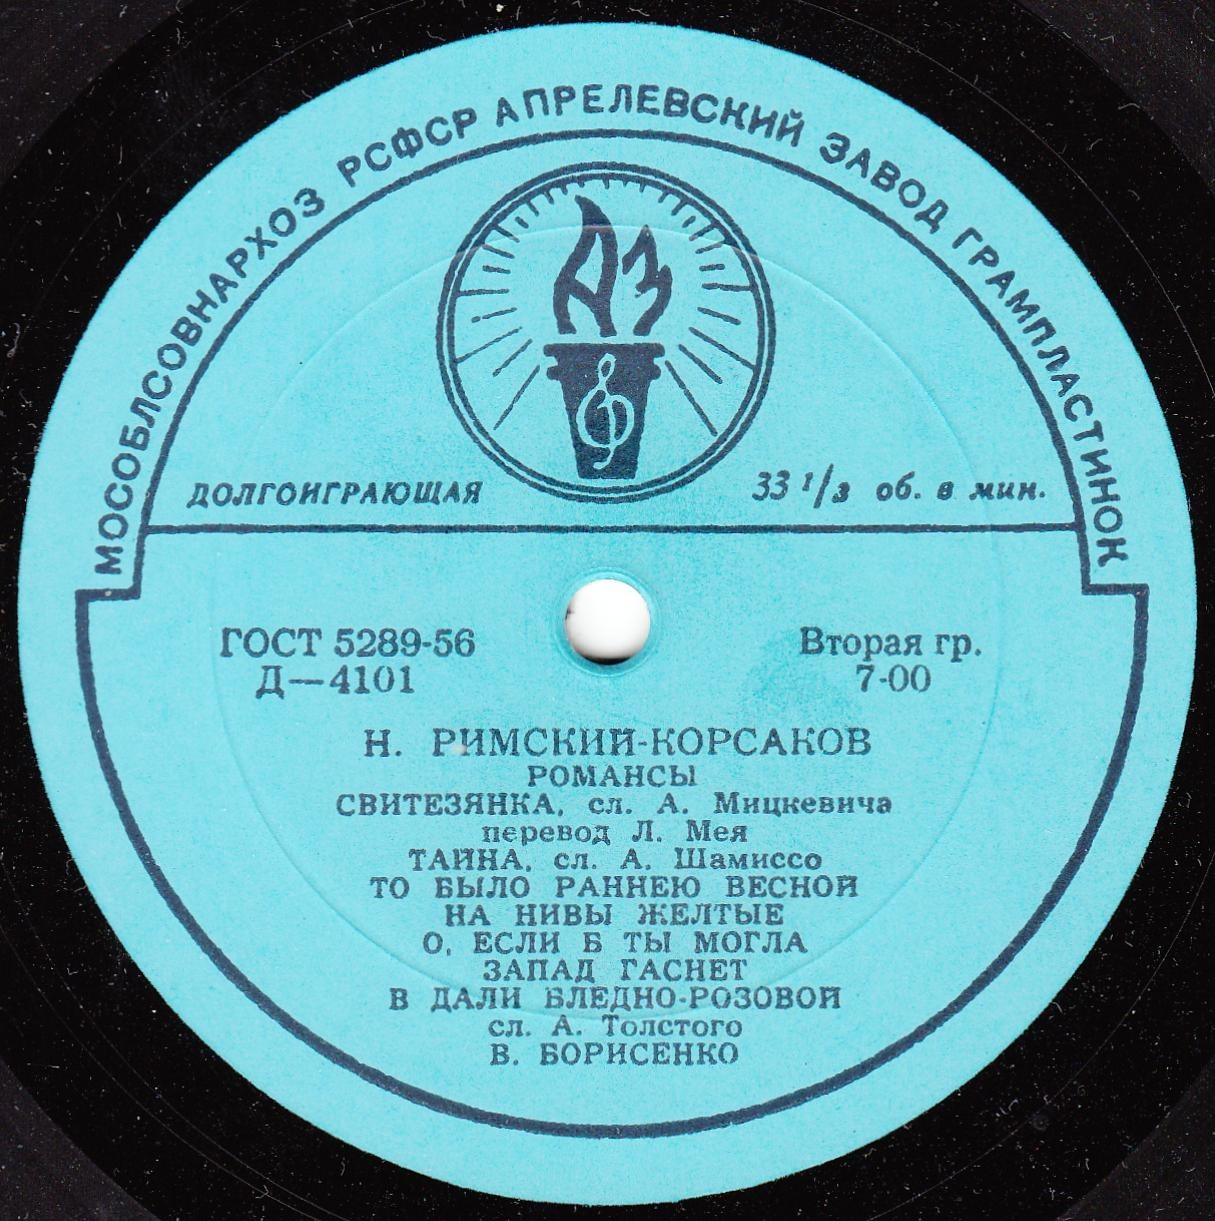 МОСОБЛСОВНАРХОЗ РСФСР АПРЕЛЕВСКИЙ ЗАВОД ГРАМПЛАСТИНОК
АЗ
ДОЛГОИГРАЮЩАЯ
33 1/3 об. в мин.
ГОСТ 5289-56
Д—4101
Вторая гр.
7-00
Н. РИМСКИЙ-КОРСАКОВ
РОМАНСЫ
СВИТЕЗЯНКА, сл. А. Мицкевича
перевод Л. Мея
ТАЙНА, сл. А. Шамиссо
ТО БЫЛО РАННЕЮ ВЕСНОЙ
НА НИВЫ ЖЕЛТЫЕ
О, ЕСЛИ Б ТЫ МОГЛА
ЗАПАД ГАСНЕТ
В ДАЛИ БЛЕДНО-РОЗОВОЙ
сл. А. Толстого
В. БОРИСЕНКО